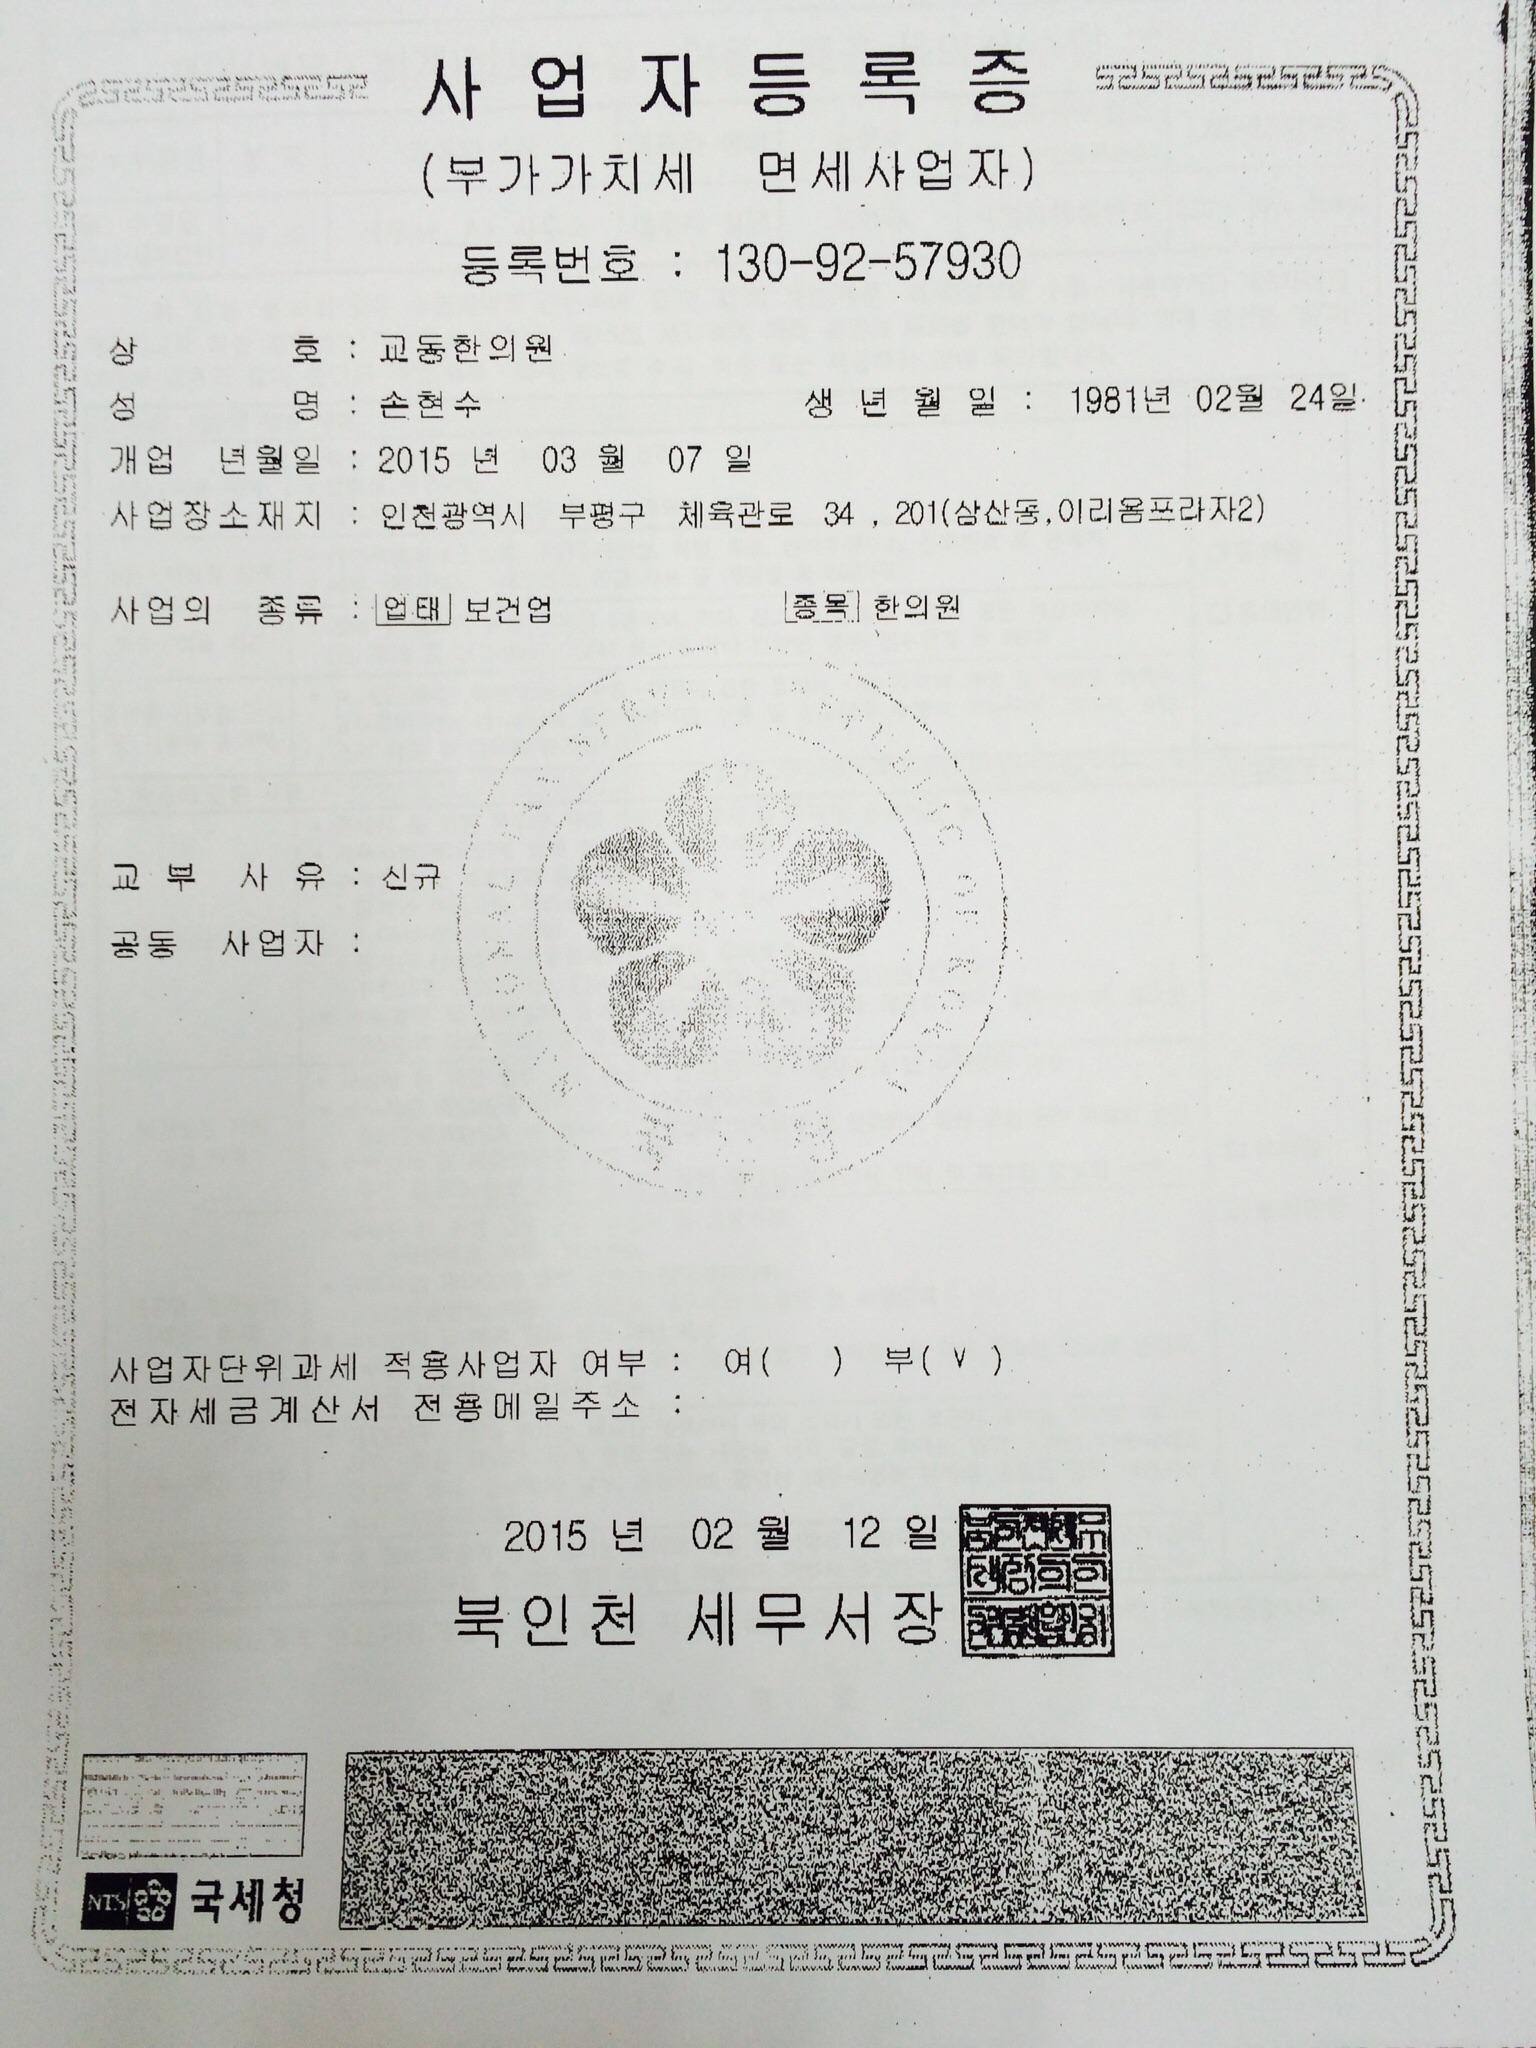 사업자등록증
(부가가치세 면세사업자)
등록번호 : 130-92-57930
상 호 : 교동한의원
성 명 : 손현수 생 년 월 일 : 1981년 02월 24일
개업 년월일 : 2015 년 03 월 07 일
사업장소재지 : 인천광역시 부평구 체육관로 34 , 201(삼산동,이리옴프라자2)
사업의 종류 : 업태 보건업 종목 한의원
NATIONAL TAX SERVICE REPUBLIC OF KOREA
교 부 사 유 : 신규
공동 사업자 :
사업자단위과세 적용사업자 여부 : 여( ) 부( v )
전자세금계산서 전용메일주소 :
2015 년 02 월 12 일
북인천 세무서장
NTS 국세청